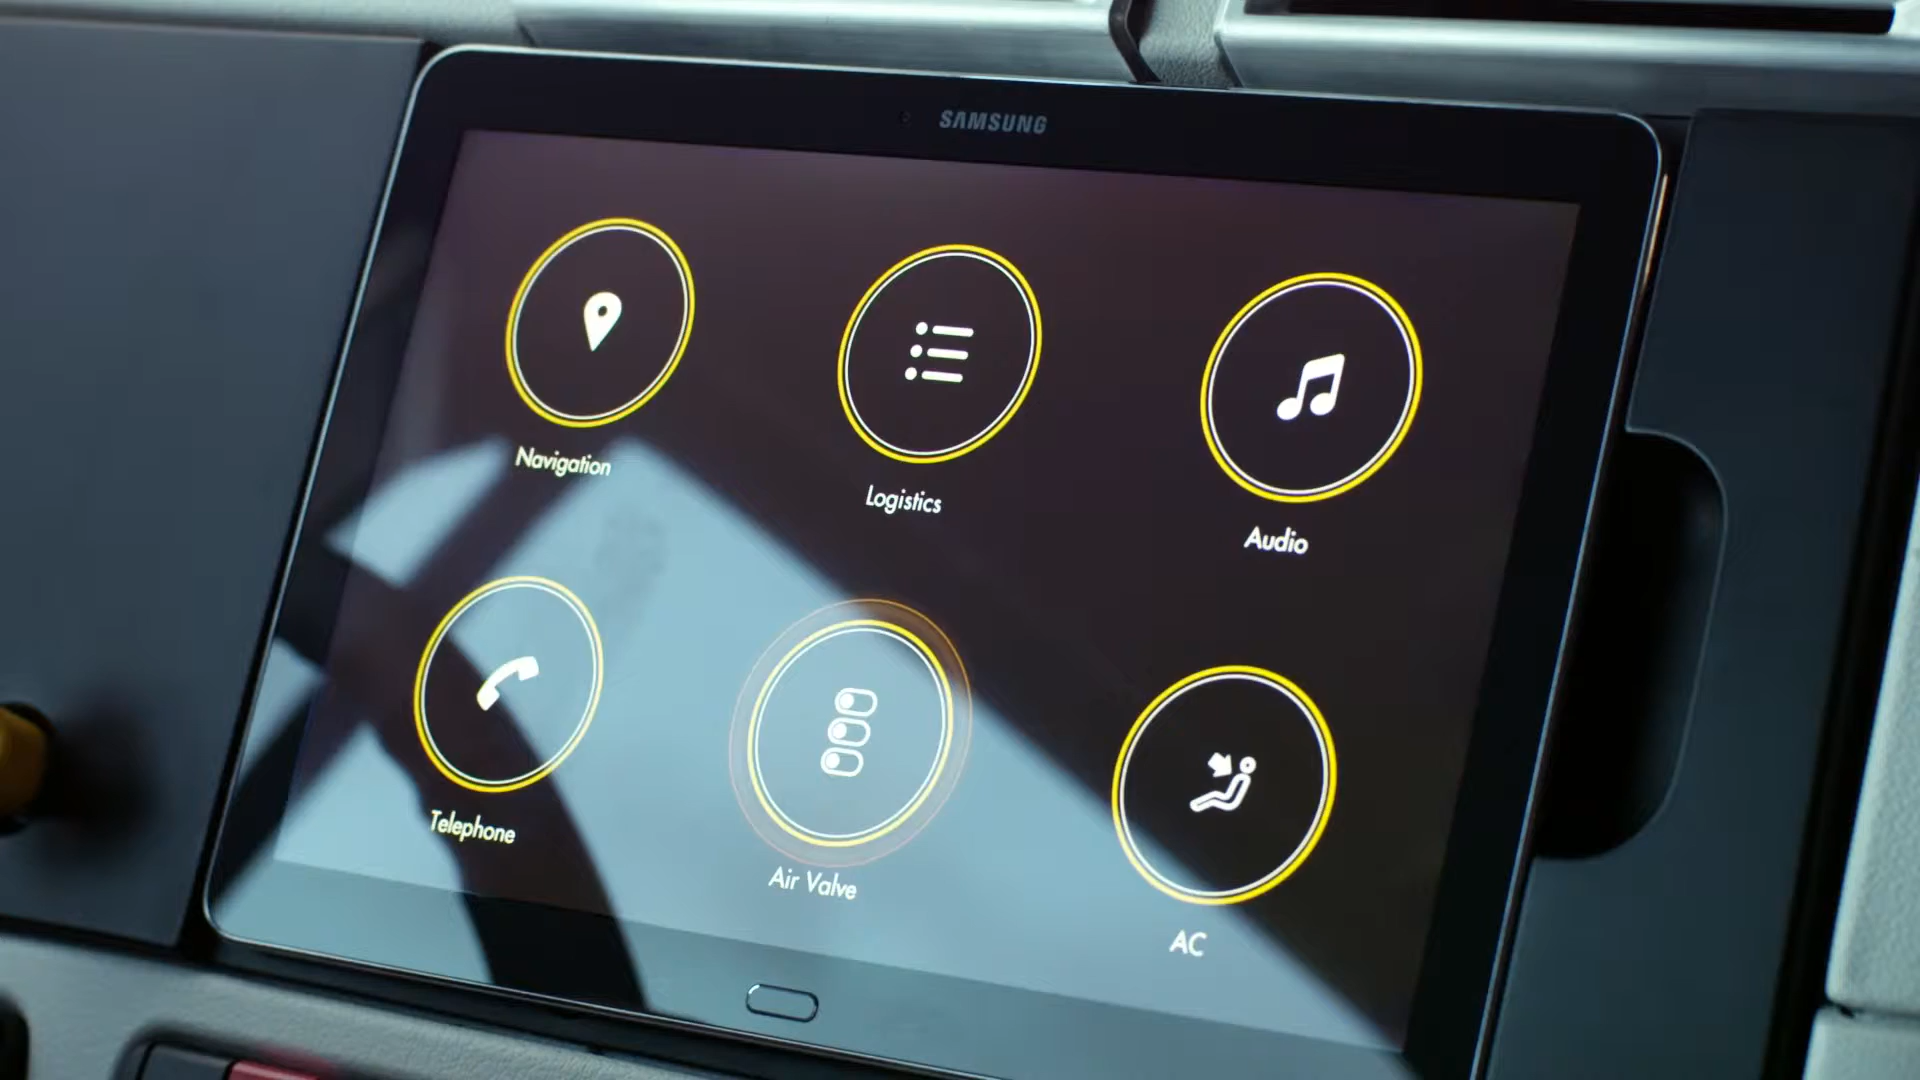 SAMSUNG
Navigation
Logistics
Audio
Telephone
Air Valve
AC